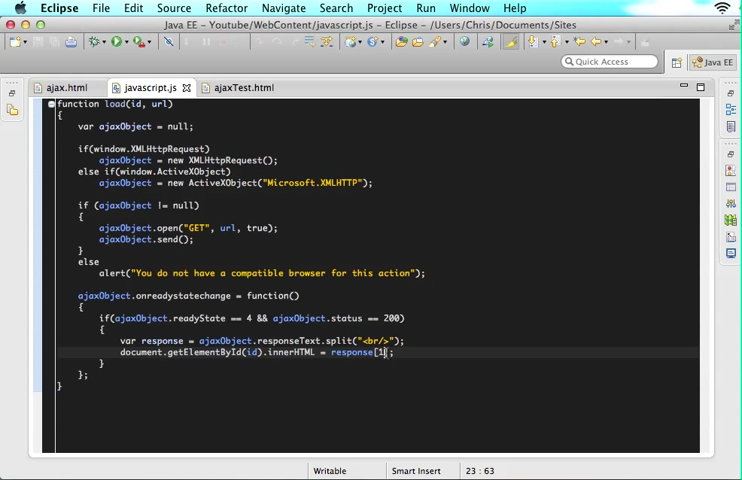 Eclipse File Edit Source Refactor Navigate Search Project Run Window Help
Java EE - Youtube/WebContent/javascript.js - Eclipse - /Users/Chris/Documents/Sites
Quick Access Java EE
ajax.html javascript.js ajaxTest.html
function load(id, url)
{
var ajaxObject = null;
if(window.XMLHttpRequest)
ajaxObject = new XMLHttpRequest();
else if(window.ActiveXObject)
ajaxObject = new ActiveXObject("Microsoft.XMLHTTP");
if (ajaxObject != null)
{
ajaxObject.open("GET", url, true);
ajaxObject.send();
}
else
alert("You do not have a compatible browser for this action");
ajaxObject.onreadystatechange = function()
{
if(ajaxObject.readyState == 4 && ajaxObject.status == 200)
{
var response = ajaxObject.responseText.split("<br/>");
document.getElementById(id).innerHTML = response[1];
}
};
}
Writable Smart Insert 23 : 63